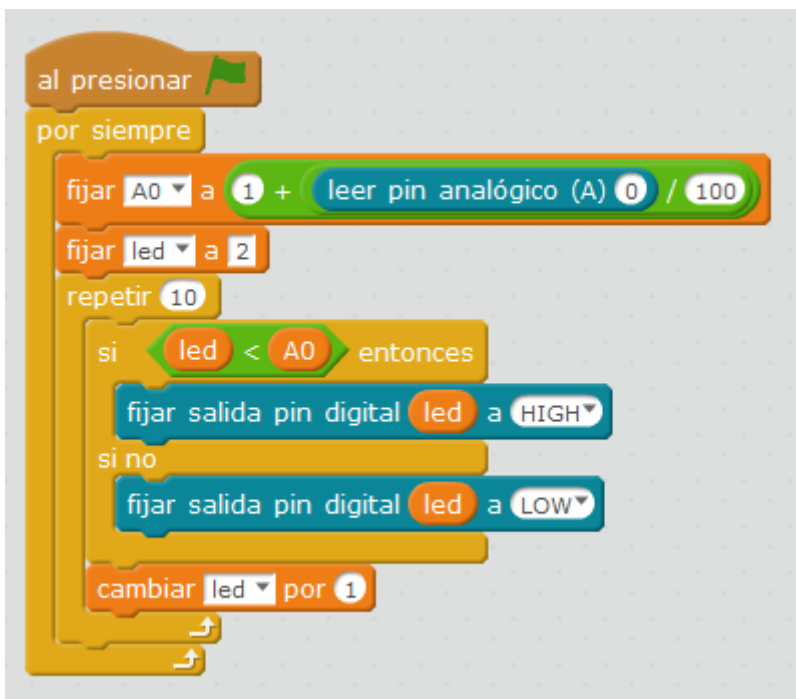 al presionar
por siempre
fijar A0 a 1 + leer pin analógico (A) 0 / 100
fijar led a 2
repetir 10
si led < A0 entonces
fijar salida pin digital led a HIGH
si no
fijar salida pin digital led a LOW
cambiar led por 1